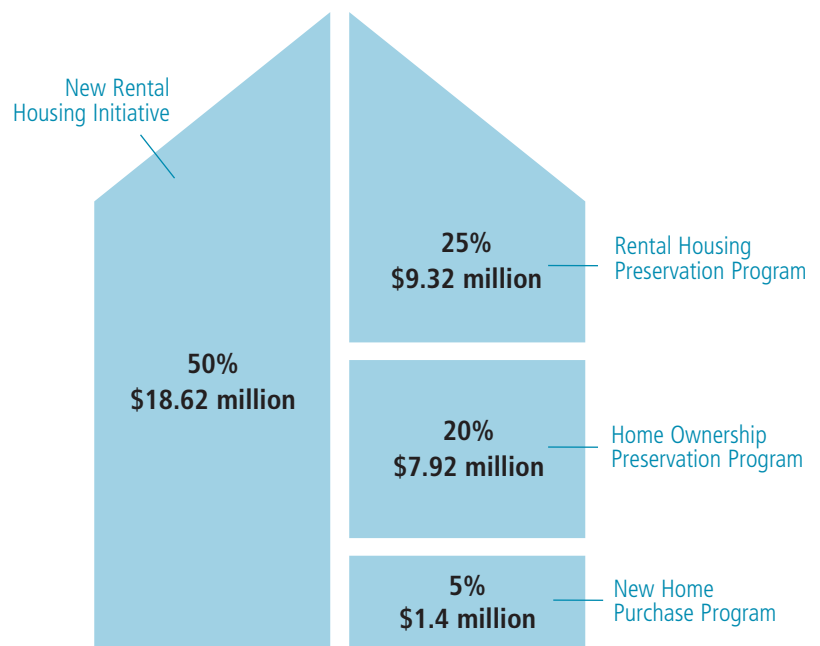 New Rental
Housing Initiative
50%
$18.62 million
25%
$9.32 million
Rental Housing
Preservation Program
20%
$7.92 million
Home Ownership
Preservation Program
5%
$1.4 million
New Home
Purchase Program